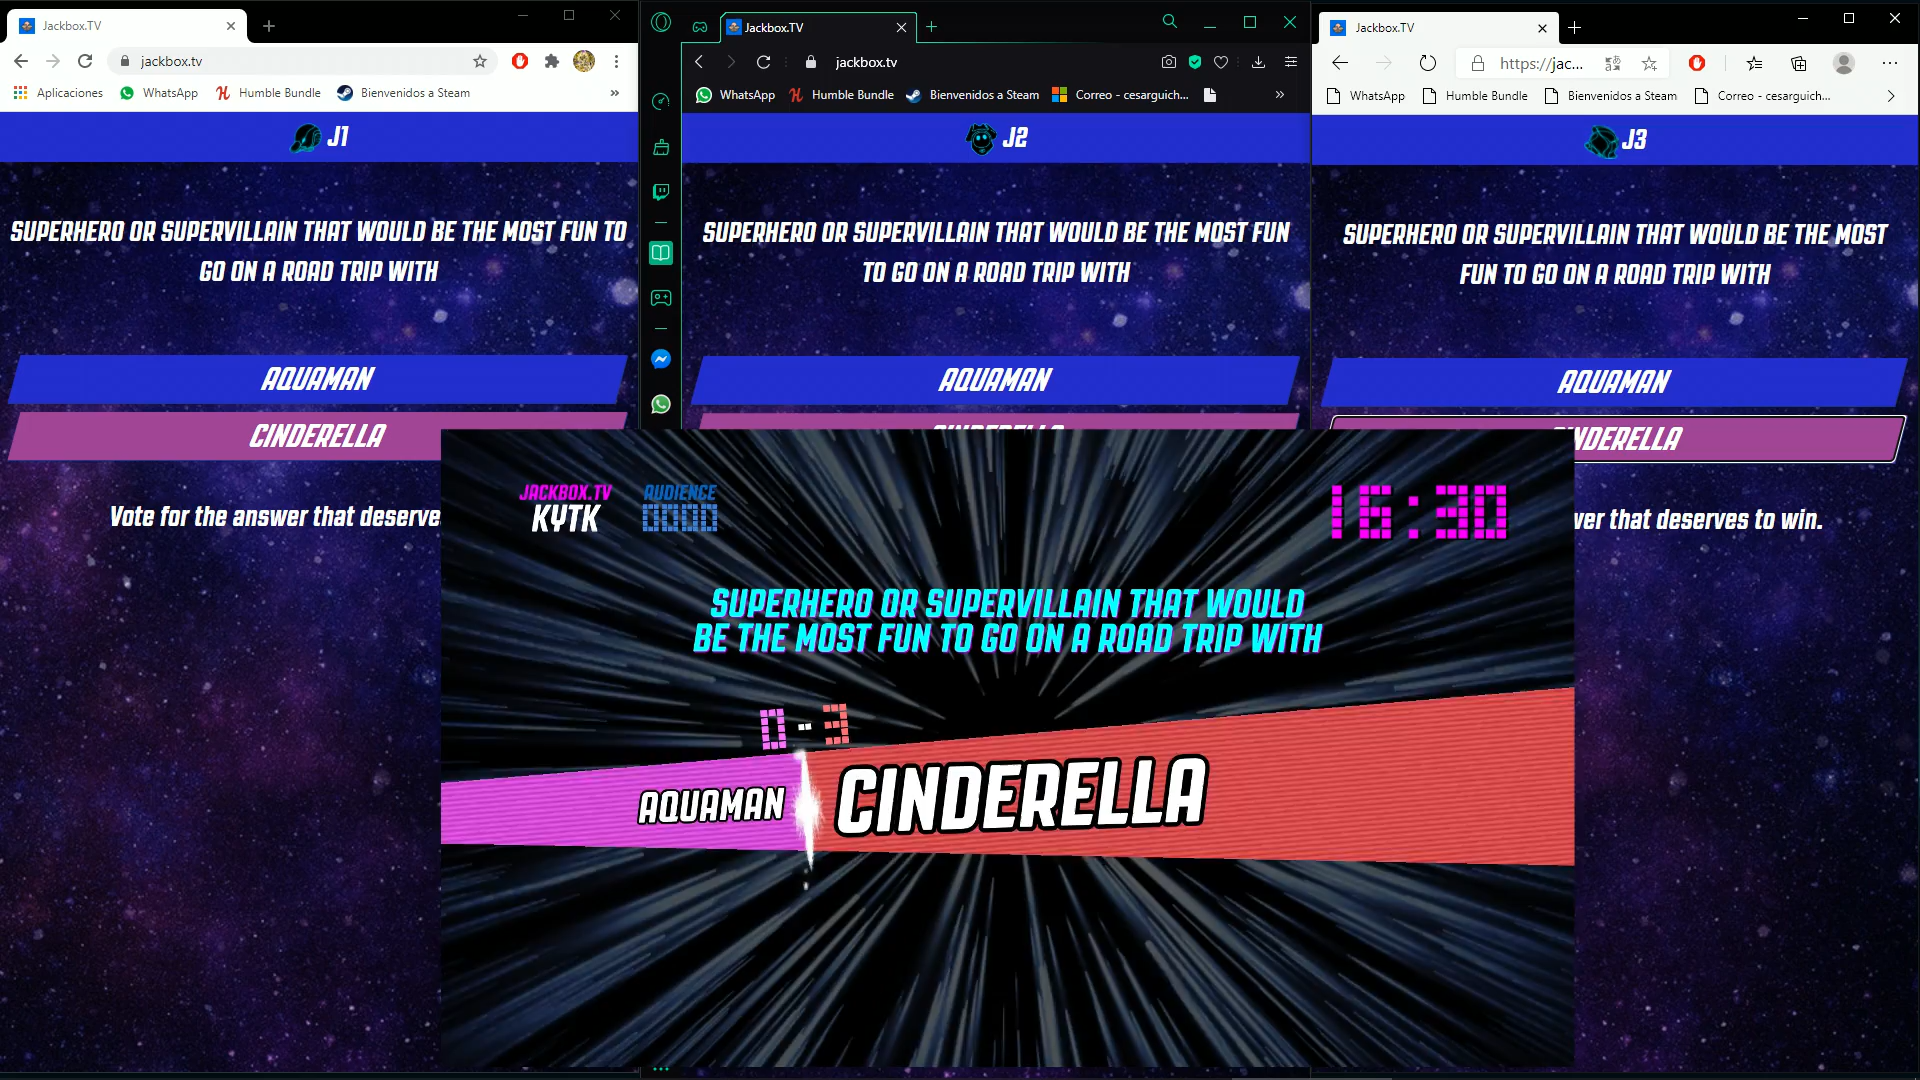 Jackbox.TV
jackbox.tv
Aplicaciones
WhatsApp
Humble Bundle
Bienvenidos a Steam
J1
SUPERHERO OR SUPERVILLAIN THAT WOULD BE THE MOST FUN TO
GO ON A ROAD TRIP WITH
AQUAMAN
CINDERELLA
Vote for the answer that deserve
Jackbox.TV
jackbox.tv
WhatsApp
Humble Bundle
Bienvenidos a Steam
Correo - cesarguich...
J2
SUPERHERO OR SUPERVILLAIN THAT WOULD BE THE MOST FUN
TO GO ON A ROAD TRIP WITH
AQUAMAN
Jackbox.TV
https://jac...
WhatsApp
Humble Bundle
Bienvenidos a Steam
Correo - cesarguich...
J3
SUPERHERO OR SUPERVILLAIN THAT WOULD BE THE MOST
FUN TO GO ON A ROAD TRIP WITH
AQUAMAN
NDERELLA
ver that deserves to win.
JACKBOX.TV
KYTK
AUDIENCE
0000
16:30
SUPERHERO OR SUPERVILLAIN THAT WOULD
BE THE MOST FUN TO GO ON A ROAD TRIP WITH
0-3
AQUAMAN
CINDERELLA